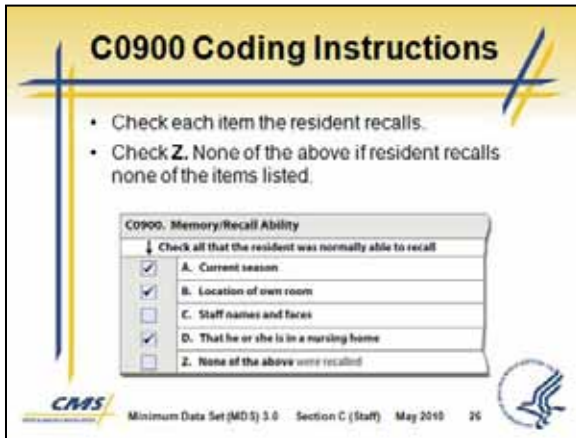 C0900 Coding Instructions
• Check each item the resident recalls.
• Check Z. None of the above if resident recalls
none of the items listed.
C0900. Memory/Recall Ability
↓ Check all that the resident was normally able to recall
A. Current season
B. Location of own room
C. Staff names and faces
D. That he or she is in a nursing home
Z. None of the above were recalled
CMS
Minimum Data Set (MDS) 3.0 Section C (Staff) May 2010 26